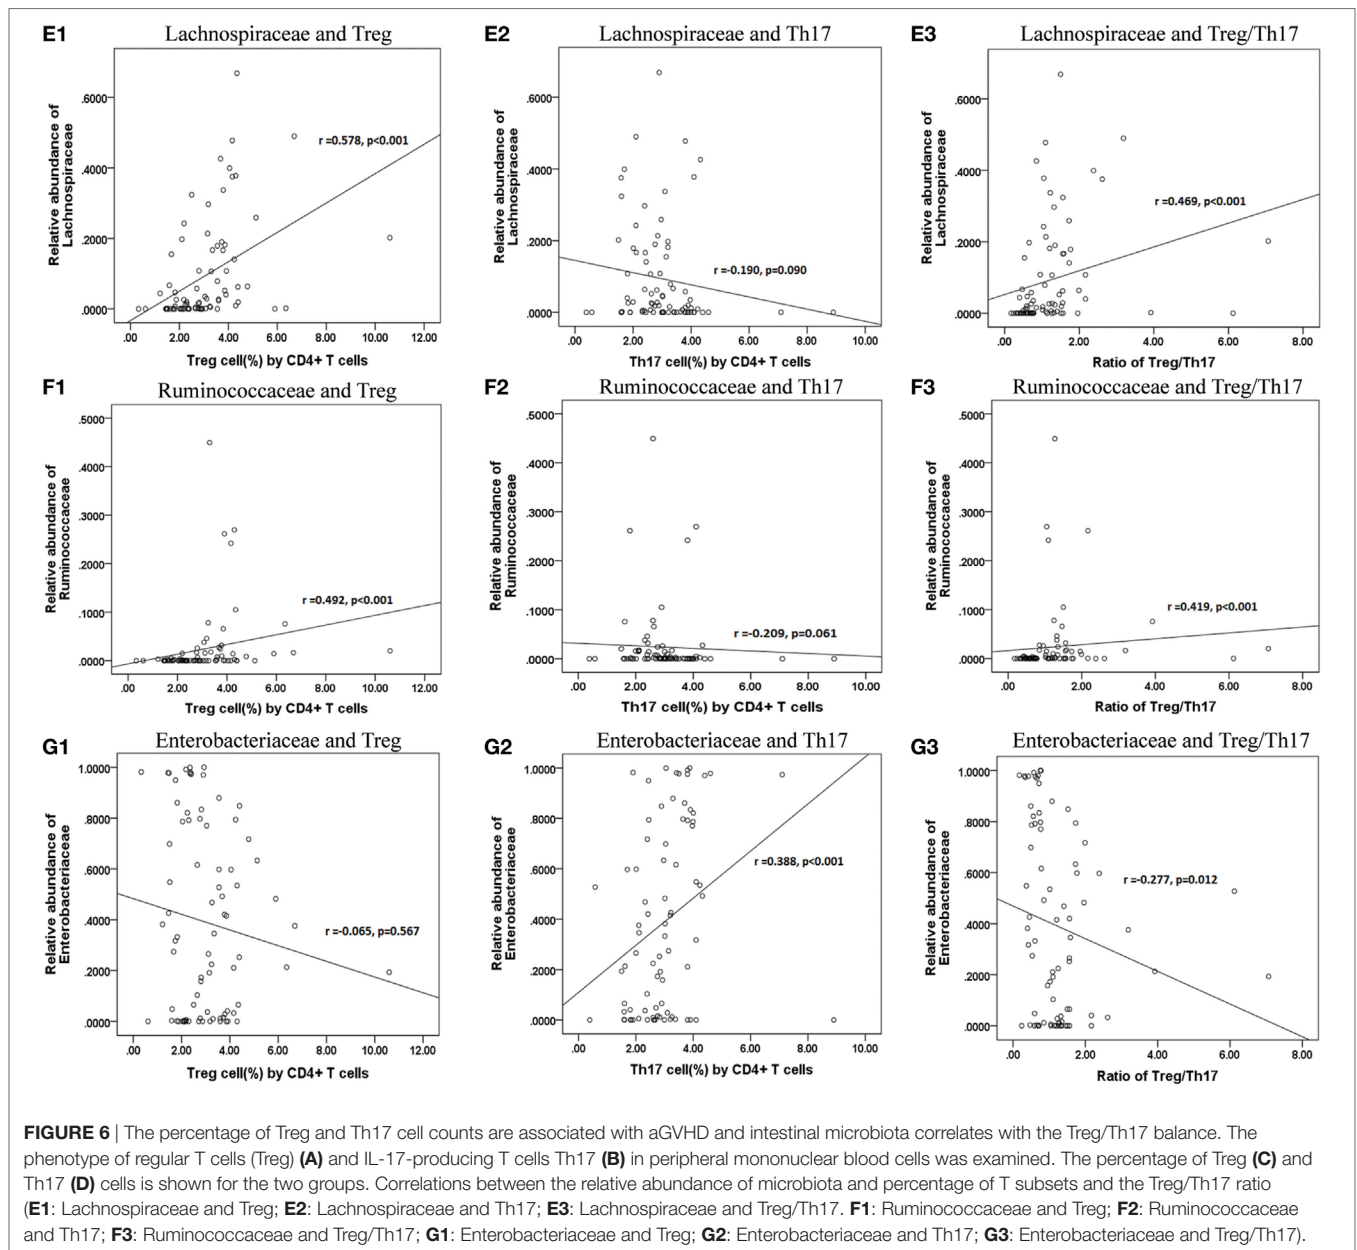 E1 Lachnospiraceae and Treg
Relative abundance of
Lachnospiraceae
.6000
.4000
.2000
.0000
r =0.578, p<0.001
.00 2.00 4.00 6.00 8.00 10.00 12.00
Treg cell(%) by CD4+ T cells
E2 Lachnospiraceae and Th17
Relative abundance of
Lachnospiraceae
.6000
.4000
.2000
.0000
r =-0.190, p=0.090
.00 2.00 4.00 6.00 8.00 10.00
Th17 cell(%) by CD4+ T cells
E3 Lachnospiraceae and Treg/Th17
Relative abundance of
Lachnospiraceae
.6000
.4000
.2000
.0000
r =0.469, p<0.001
.00 2.00 4.00 6.00 8.00
Ratio of Treg/Th17
F1 Ruminococcaceae and Treg
Relative abundance of
Ruminococcaceae
.5000
.4000
.3000
.2000
.1000
.0000
r =0.492, p<0.001
.00 2.00 4.00 6.00 8.00 10.00 12.00
Treg cell(%) by CD4+ T cells
F2 Ruminococcaceae and Th17
Relative abundance of
Ruminococcaceae
.5000
.4000
.3000
.2000
.1000
.0000
r =-0.209, p=0.061
.00 2.00 4.00 6.00 8.00 10.00
Th17 cell(%) by CD4+ T cells
F3 Ruminococcaceae and Treg/Th17
Relative abundance of
Ruminococcaceae
.5000
.4000
.3000
.2000
.1000
.0000
r =0.419, p<0.001
.00 2.00 4.00 6.00 8.00
Ratio of Treg/Th17
G1 Enterobacteriaceae and Treg
Relative abundance of
Enterobacteriaceae
1.0000
.8000
.6000
.4000
.2000
.0000
r=-0.065, p=0.567
.00 2.00 4.00 6.00 8.00 10.00 12.00
Treg cell(%) by CD4+ T cells
G2 Enterobacteriaceae and Th17
Relative abundance of
Enterobacteriaceae
1.0000
.8000
.6000
.4000
.2000
.0000
r =0.388, p<0.001
.00 2.00 4.00 6.00 8.00 10.00
Th17 cell(%) by CD4+ T cells
G3 Enterobacteriaceae and Treg/Th17
Relative abundance of
Enterobacteriaceae
1.0000
.8000
.6000
.4000
.2000
.0000
r=-0.277, p=0.012
.00 2.00 4.00 6.00 8.00
Ratio of Treg/Th17
FIGURE 6 | The percentage of Treg and Th17 cell counts are associated with aGVHD and intestinal microbiota correlates with the Treg/Th17 balance. The
phenotype of regular T cells (Treg) (A) and IL-17-producing T cells Th17 (B) in peripheral mononuclear blood cells was examined. The percentage of Treg (C) and
Th17 (D) cells is shown for the two groups. Correlations between the relative abundance of microbiota and percentage of T subsets and the Treg/Th17 ratio
(E1: Lachnospiraceae and Treg; E2: Lachnospiraceae and Th17; E3: Lachnospiraceae and Treg/Th17. F1: Ruminococcaceae and Treg; F2: Ruminococcaceae
and Th17; F3: Ruminococcaceae and Treg/Th17; G1: Enterobacteriaceae and Treg; G2: Enterobacteriaceae and Th17; G3: Enterobacteriaceae and Treg/Th17).